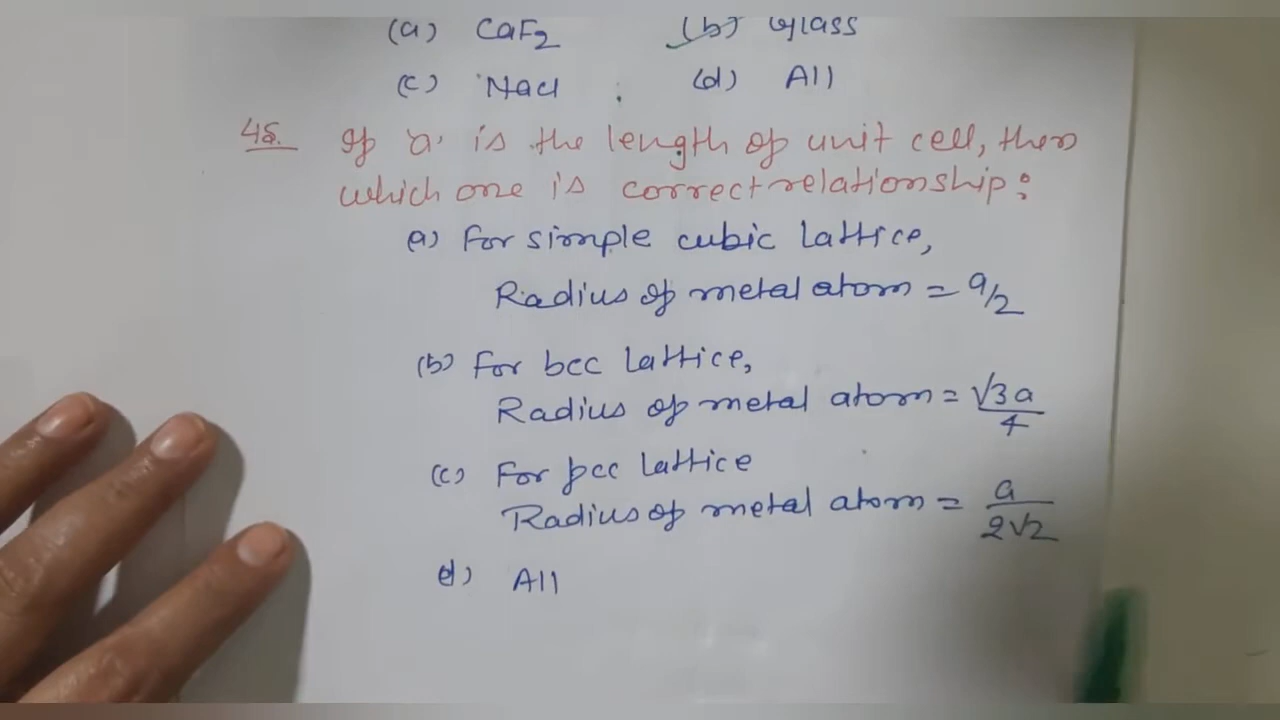 (a) CaF2 (b) Glass
(c) NaCl (d) All
45. If 'a' is the length of unit cell, then
which one is correct relationship:
(a) For simple cubic lattice,
Radius of metal atom = a/2
(b) For bcc lattice,
Radius of metal atom = √3a/4
(c) For fcc lattice
Radius of metal atom = a/2√2
d) All